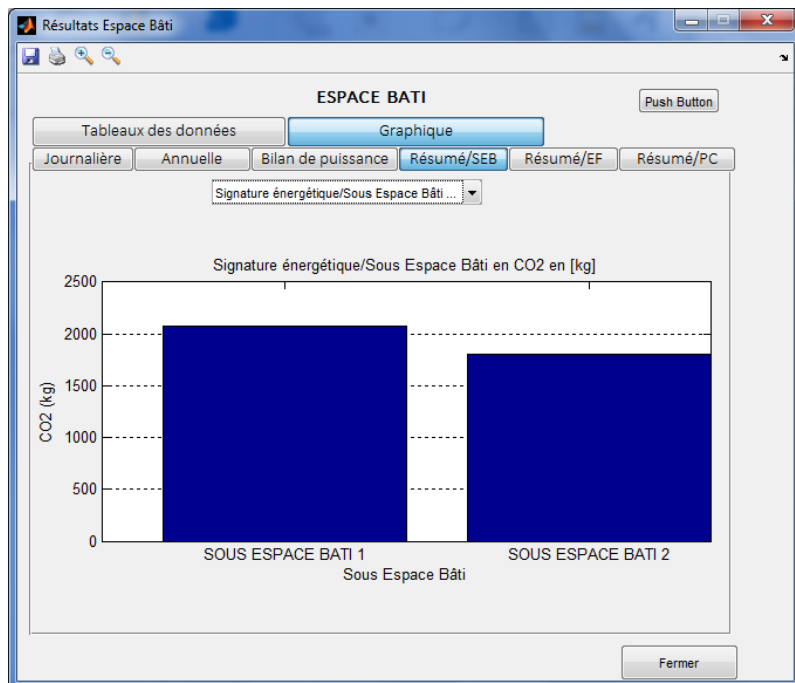 Résultats Espace Bâti
ESPACE BATI
Push Button
Tableaux des données
Graphique
Journalière
Annuelle
Bilan de puissance
Résumé/SEB
Résumé/EF
Résumé/PC
Signature énergétique/Sous Espace Bâti ...
Signature énergétique/Sous Espace Bâti en CO2 en [kg]
2500
2000
1500
1000
500
0
CO2 (kg)
SOUS ESPACE BATI 1
SOUS ESPACE BATI 2
Sous Espace Bâti
Fermer